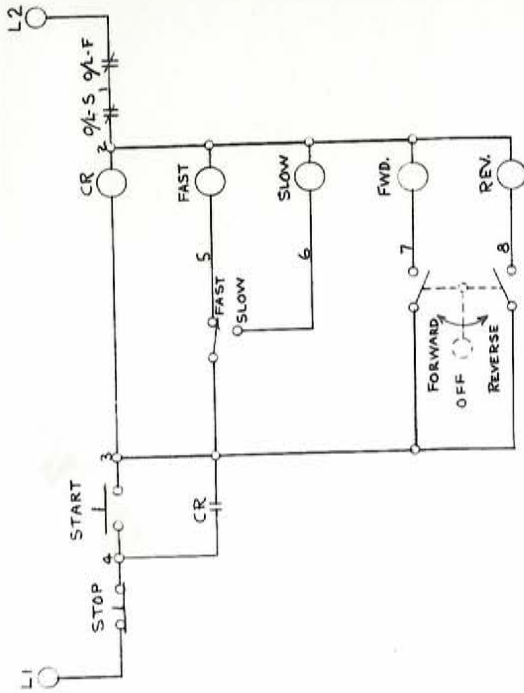 L1
L2
STOP
4
START
3
CR
2
O/L-S
1
O/L-F
CR
5
FAST
FAST
SLOW
6
SLOW
7
FWD.
FORWARD
OFF
REVERSE
8
REV.